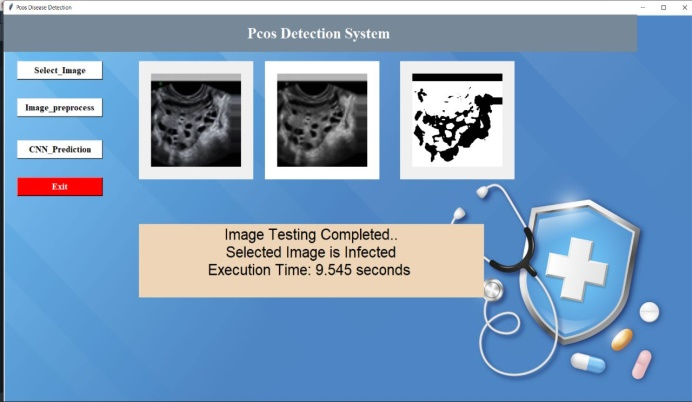 Pcos Disease Detection
Pcos Detection System
Select_Image
Image_preprocess
CNN_Prediction
Exit
Image Testing Completed..
Selected Image is Infected
Execution Time: 9.545 seconds